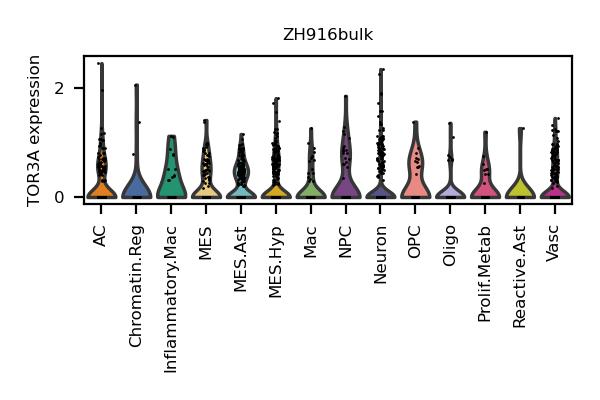 ZH916bulk
TOR3A expression
2
0
AC
Chromatin.Reg
Inflammatory.Mac
MES
MES.Ast
MES.Hyp
Mac
NPC
Neuron
OPC
Oligo
Prolif.Metab
Reactive.Ast
Vasc